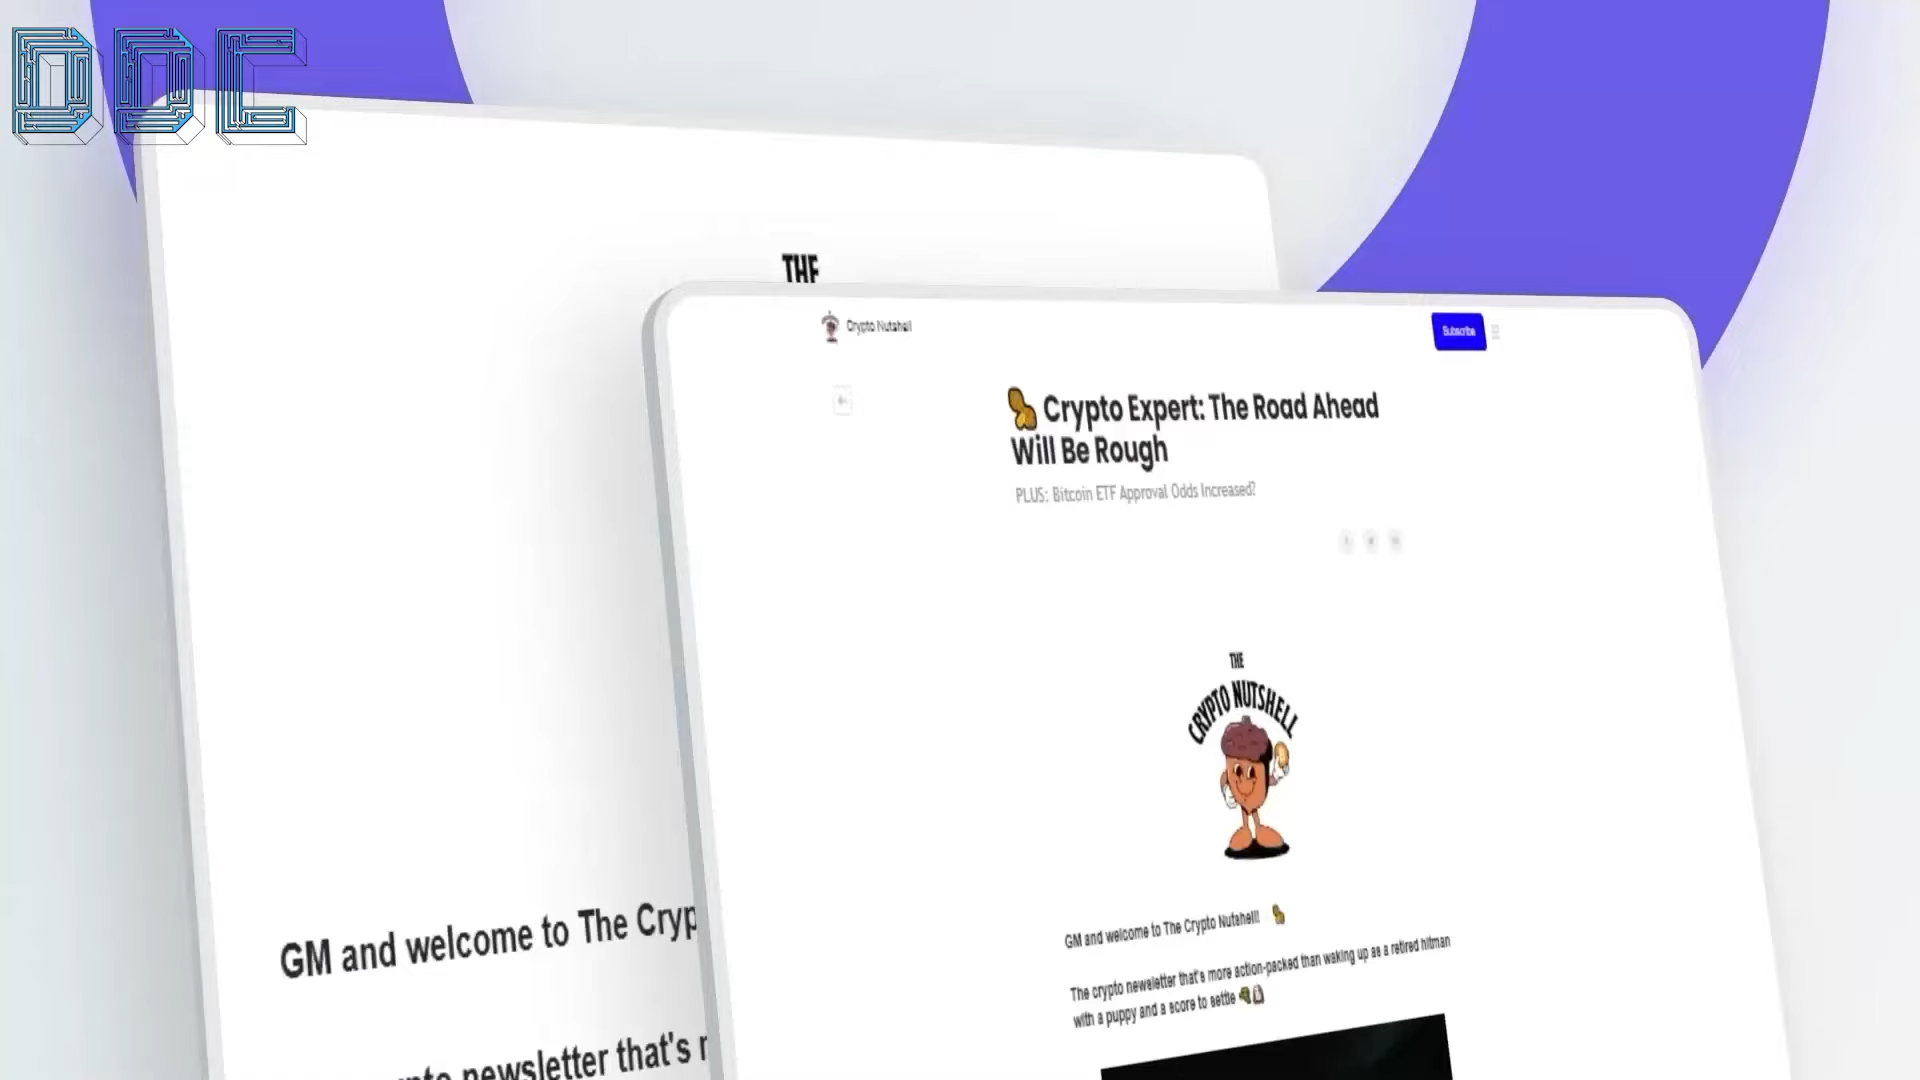 DDC
THE
Crypto Nutshell
Subscribe
Crypto Expert: The Road Ahead
Will Be Rough
PLUS: Bitcoin ETF Approval Odds Increased?
THE
CRYPTO NUTSHELL
GM and welcome to The Cryp
GM and welcome to The Crypto Nutshell!
The crypto newsletter that's more action-packed than waking up as a retired hitman
with a puppy and a score to settle
newsletter that's